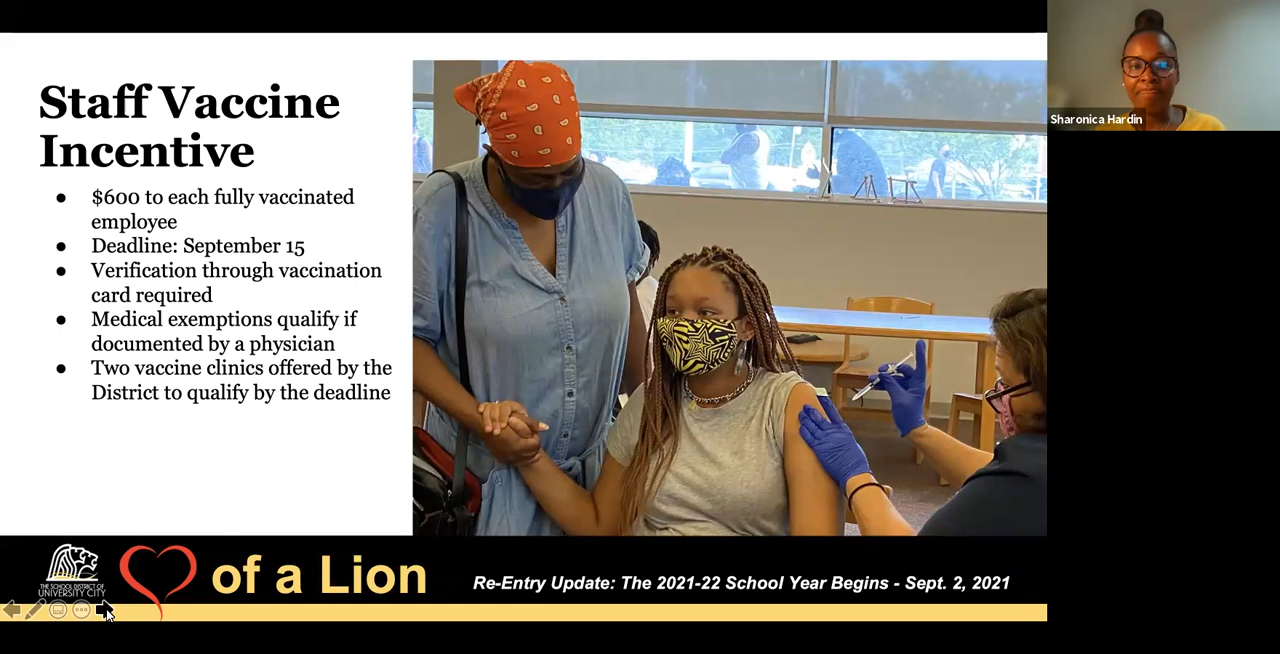 Staff Vaccine
Incentive
● $600 to each fully vaccinated
employee
● Deadline: September 15
● Verification through vaccination
card required
● Medical exemptions qualify if
documented by a physician
● Two vaccine clinics offered by the
District to qualify by the deadline
Sharonica Hardin
THE SCHOOL DISTRICT OF
UNIVERSITY CITY
of a Lion
Re-Entry Update: The 2021-22 School Year Begins - Sept. 2, 2021